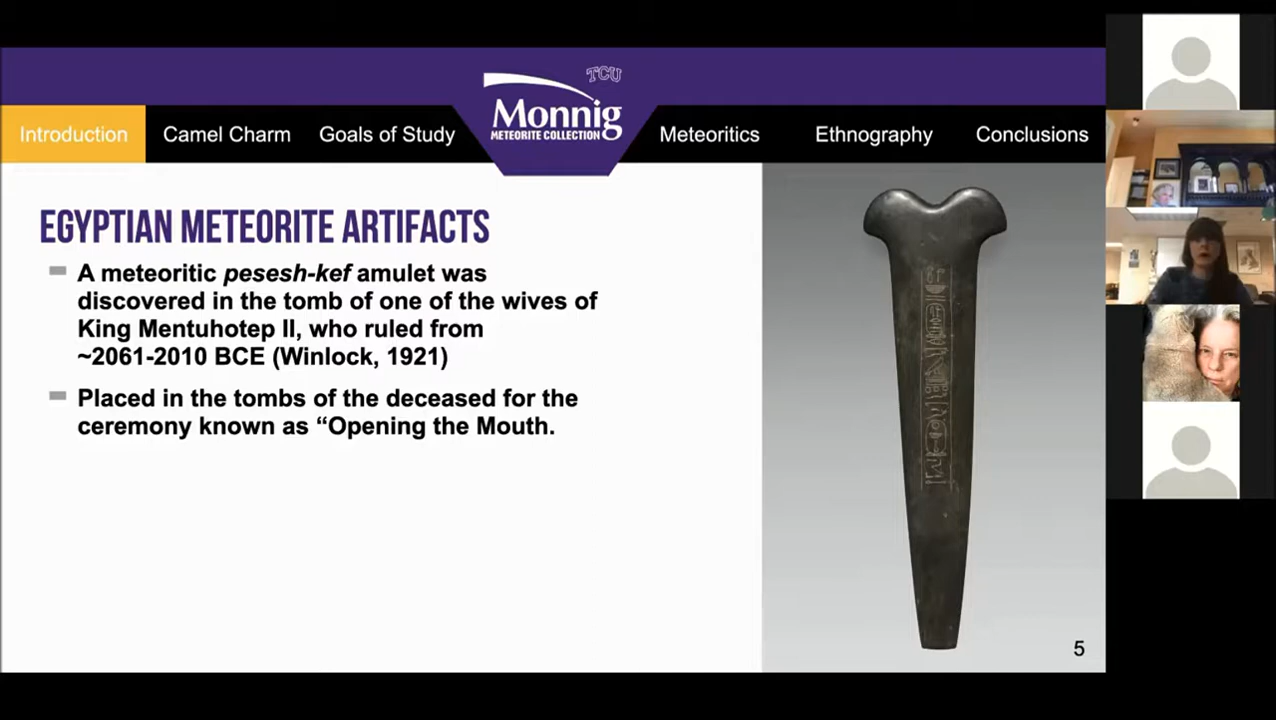 TCU
Monnig
METEORITE COLLECTION
Introduction
Camel Charm
Goals of Study
Meteoritics
Ethnography
Conclusions
EGYPTIAN METEORITE ARTIFACTS
A meteoritic pesesh-kef amulet was
discovered in the tomb of one of the wives of
King Mentuhotep II, who ruled from
~2061-2010 BCE (Winlock, 1921)
Placed in the tombs of the deceased for the
ceremony known as “Opening the Mouth.
5